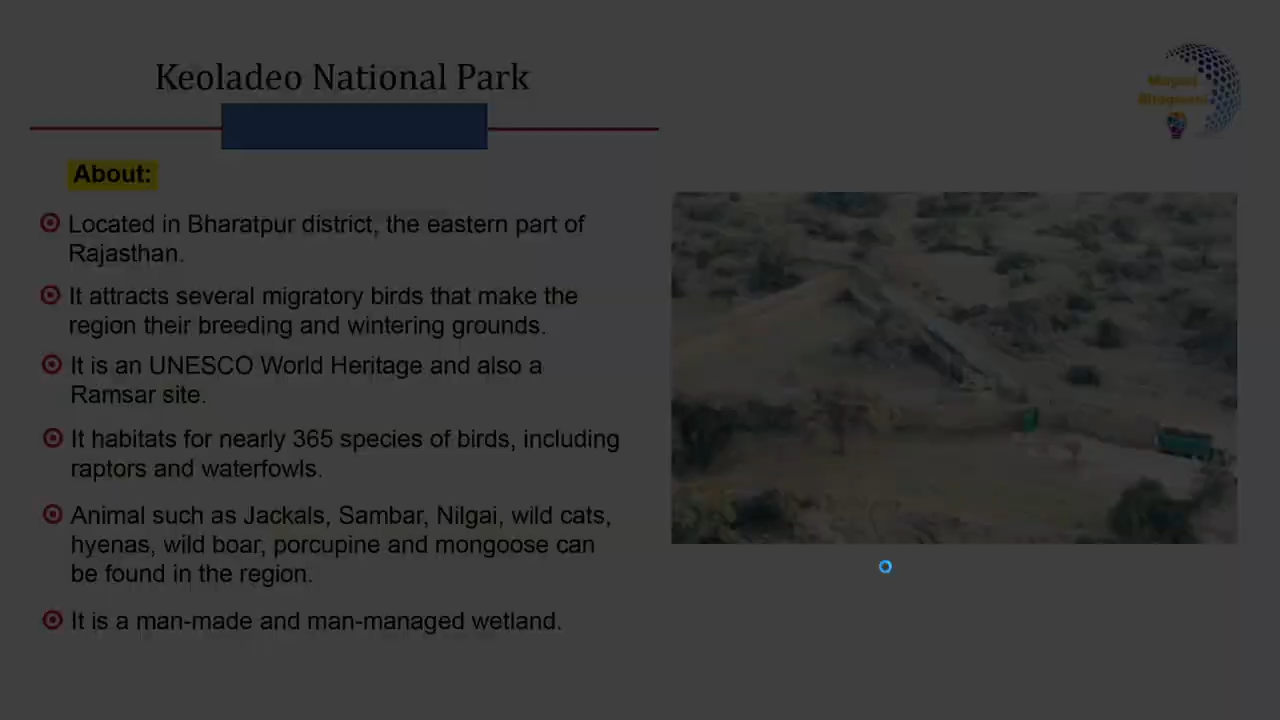 Keoladeo National Park
About:
Located in Bharatpur district, the eastern part of
Rajasthan.
It attracts several migratory birds that make the
region their breeding and wintering grounds.
It is an UNESCO World Heritage and also a
Ramsar site.
It habitats for nearly 365 species of birds, including
raptors and waterfowls.
Animal such as Jackals, Sambar, Nilgai, wild cats,
hyenas, wild boar, porcupine and mongoose can
be found in the region.
It is a man-made and man-managed wetland.